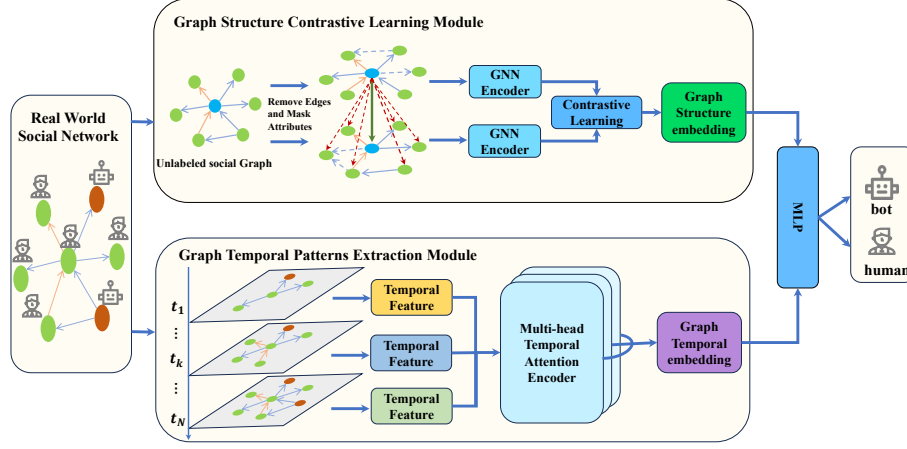 Graph Structure Contrastive Learning Module
Real World
Social Network
Unlabeled social Graph
Remove Edges
and Mask
Attributes
GNN
Encoder
GNN
Encoder
Contrastive
Learning
Graph
Structure
embedding
Graph Temporal Patterns Extraction Module
t1
⋮
tk
⋮
tN
Temporal
Feature
Temporal
Feature
Temporal
Feature
Multi-head
Temporal
Attention
Encoder
Graph
Temporal
embedding
MLP
bot
human